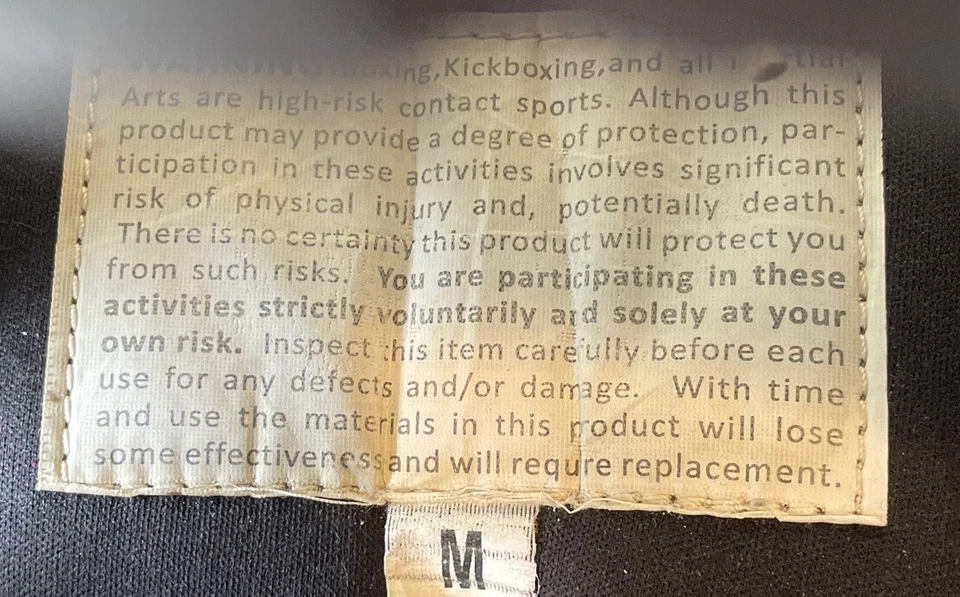 WARNING: Boxing, Kickboxing, and all Martial
Arts are high-risk contact sports. Although this
product may provide a degree of protection, par-
ticipation in these activities involves significant
risk of physical injury and, potentially death.
There is no certainty this product will protect you
from such risks. You are participating in these
activities strictly voluntarily and solely at your
own risk. Inspect this item carefully before each
use for any defects and/or damage. With time
and use the materials in this product will lose
some effectiveness and will requre replacement.
M